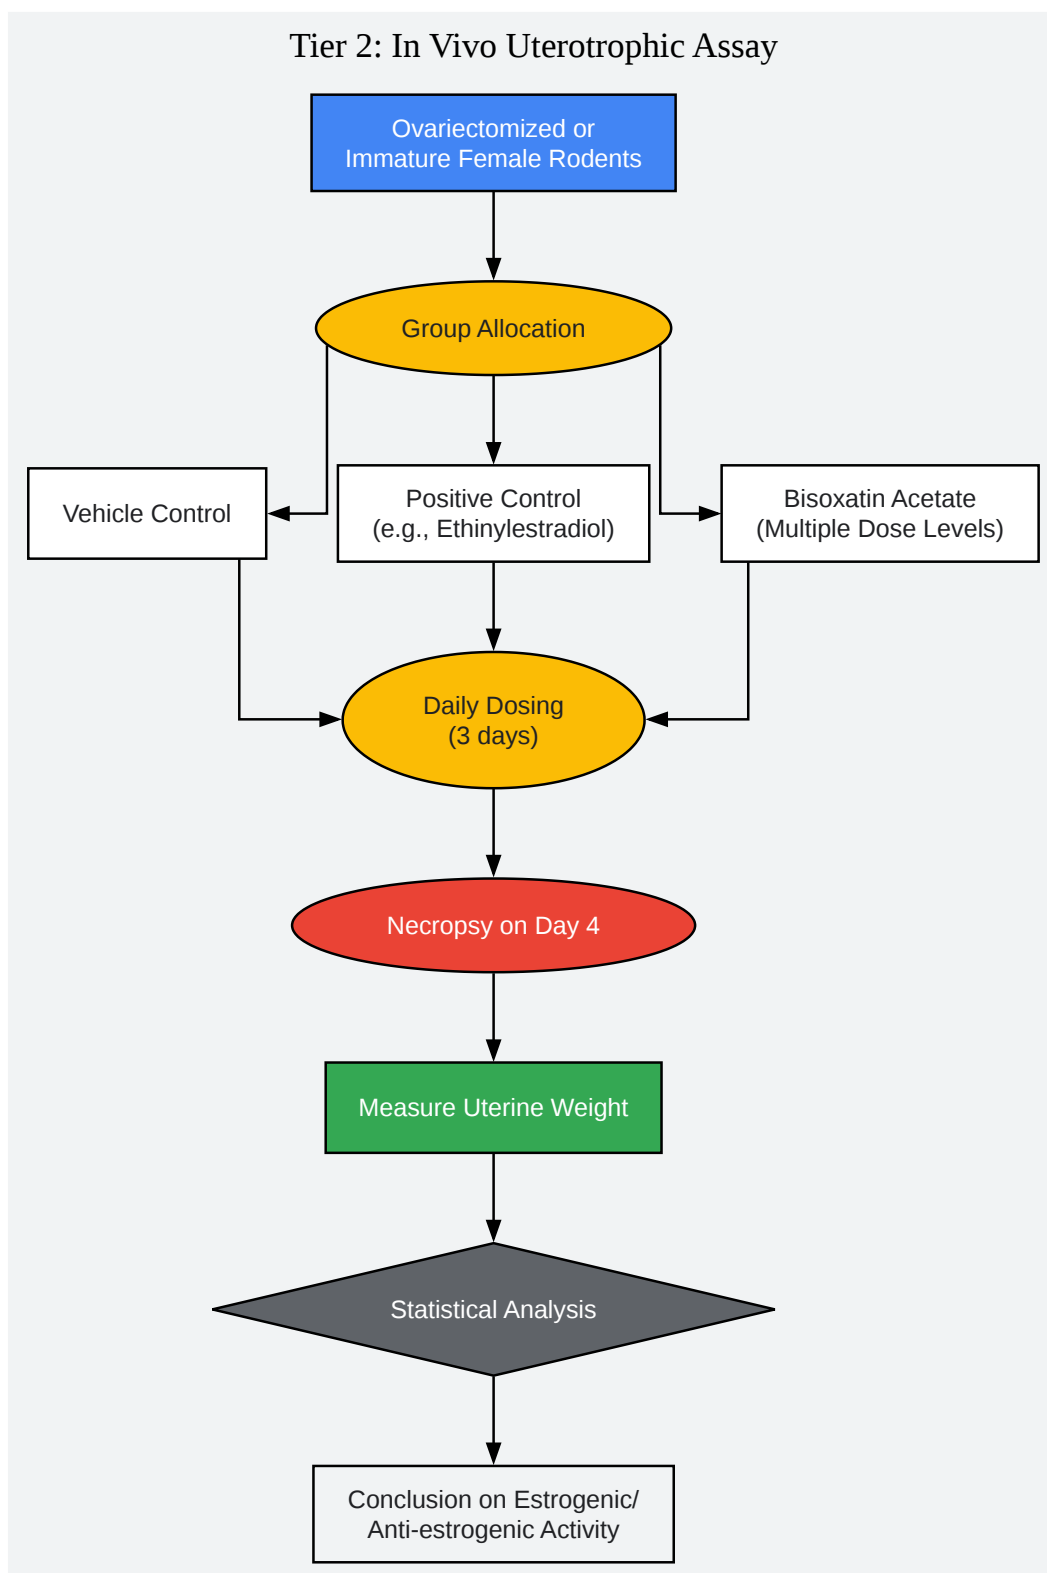 Tier 2: In Vivo Uterotrophic Assay
Ovariectomized or
Immature Female Rodents
Group Allocation
Vehicle Control
Positive Control
(e.g., Ethinylestradiol)
Bisoxatin Acetate
(Multiple Dose Levels)
Daily Dosing
(3 days)
Necropsy on Day 4
Measure Uterine Weight
Statistical Analysis
Conclusion on Estrogenic/
Anti-estrogenic Activity